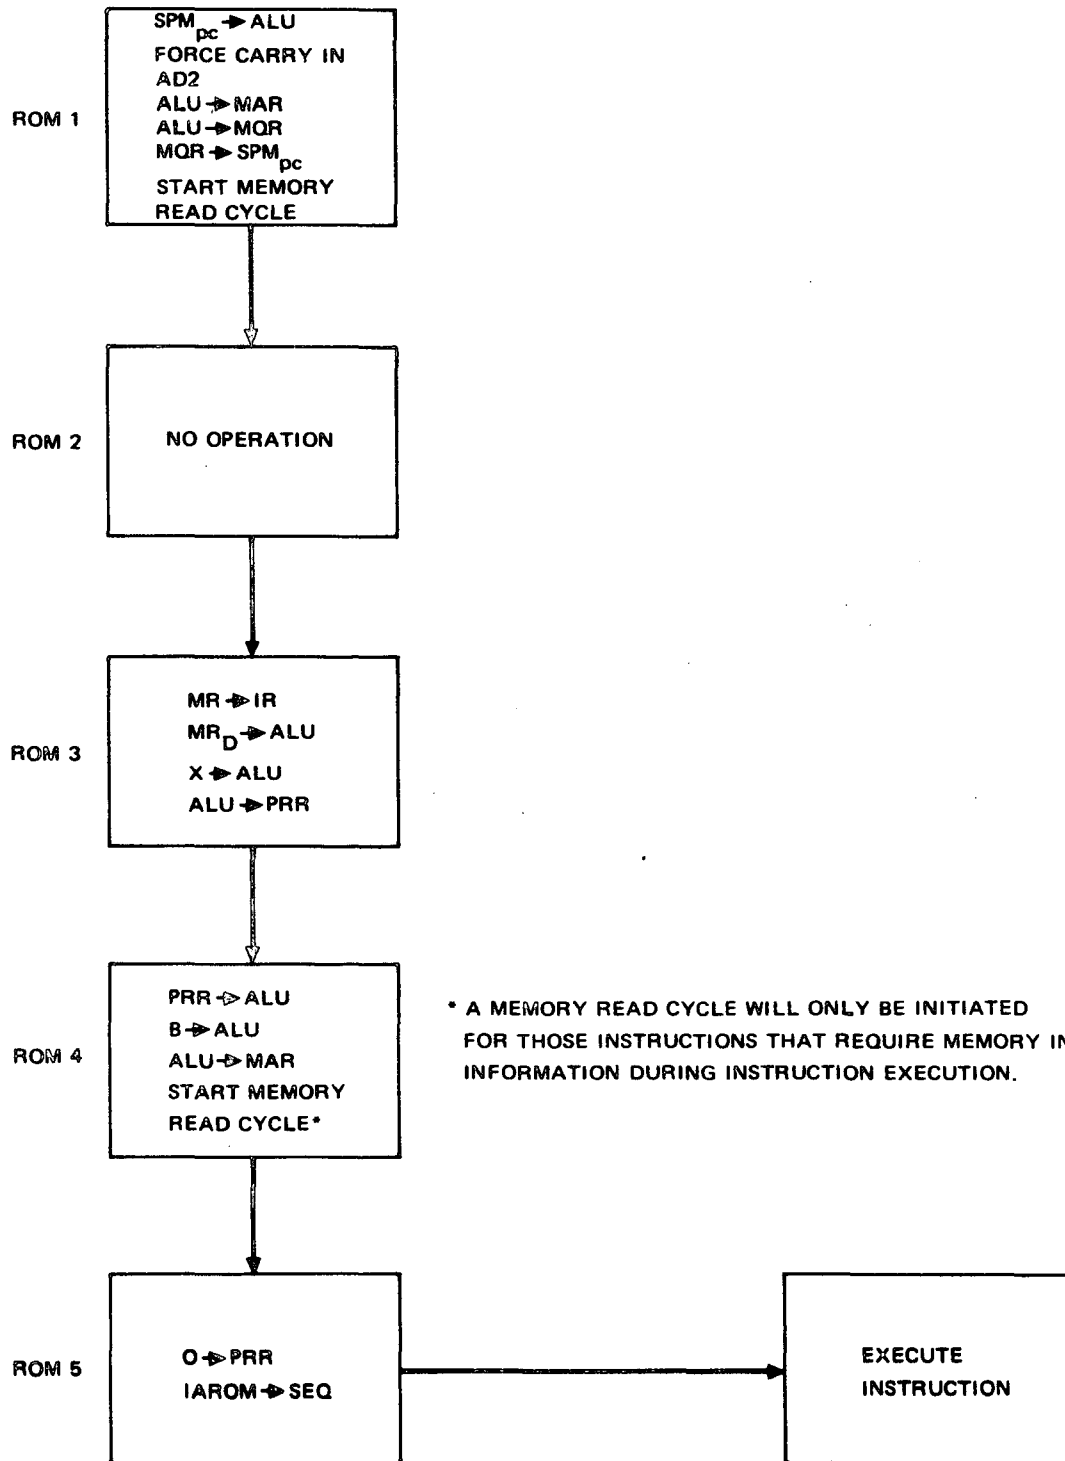 ROM 1
SPMpc → ALU
FORCE CARRY IN
AD2
ALU → MAR
ALU → MQR
MQR → SPMpc
START MEMORY
READ CYCLE
ROM 2
NO OPERATION
ROM 3
MR → IR
MRD → ALU
X → ALU
ALU → PRR
ROM 4
PRR → ALU
B → ALU
ALU → MAR
START MEMORY
READ CYCLE*
* A MEMORY READ CYCLE WILL ONLY BE INITIATED
FOR THOSE INSTRUCTIONS THAT REQUIRE MEMORY IN
INFORMATION DURING INSTRUCTION EXECUTION.
ROM 5
O → PRR
IAROM → SEQ
EXECUTE
INSTRUCTION